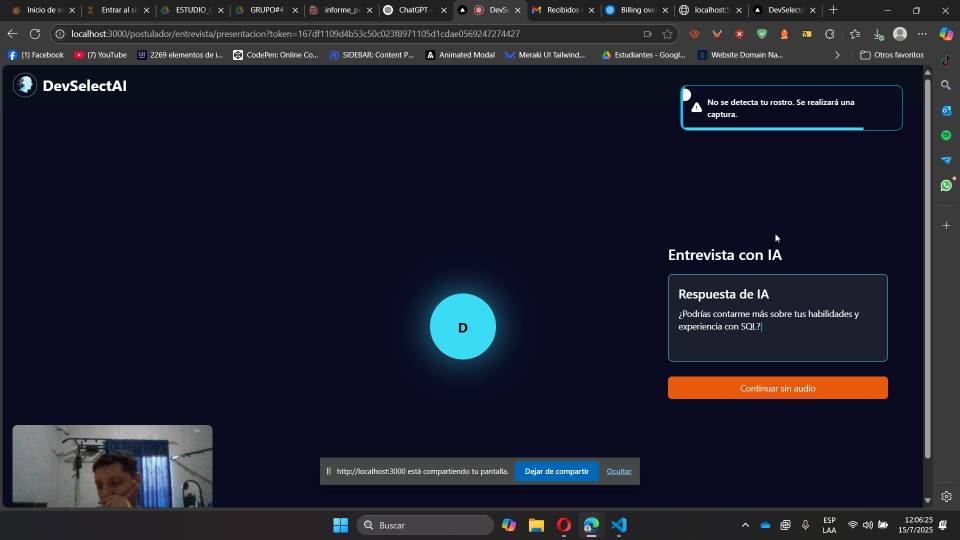 Inicio de se
Entrar al si
ESTUDIO_
GRUPO#4
informe_p
ChatGPT -
DevS
Recibidos
Billing ove
localhost:
DevSelect
localhost:3000/postulador/entrevista/presentacion?token=167df1109d4b53c50c023f8971105d1cdae0569247274427
(1) Facebook
(7) YouTube
2269 elementos de i...
CodePen: Online Co...
SIDEBAR: Content P...
Animated Modal
Meraki UI Tailwind...
Estudiantes - Googl...
Website Domain Na...
Otros favoritos
DevSelectAI
No se detecta tu rostro. Se realizará una
captura.
Entrevista con IA
Respuesta de IA
¿Podrías contarme más sobre tus habilidades y
experiencia con SQL?
D
Continuar sin audio
http://localhost:3000 está compartiendo tu pantalla.
Dejar de compartir
Ocultar
Buscar
ESP
LAA
12:06:25
15/7/2025